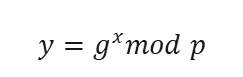 y = g^x mod p